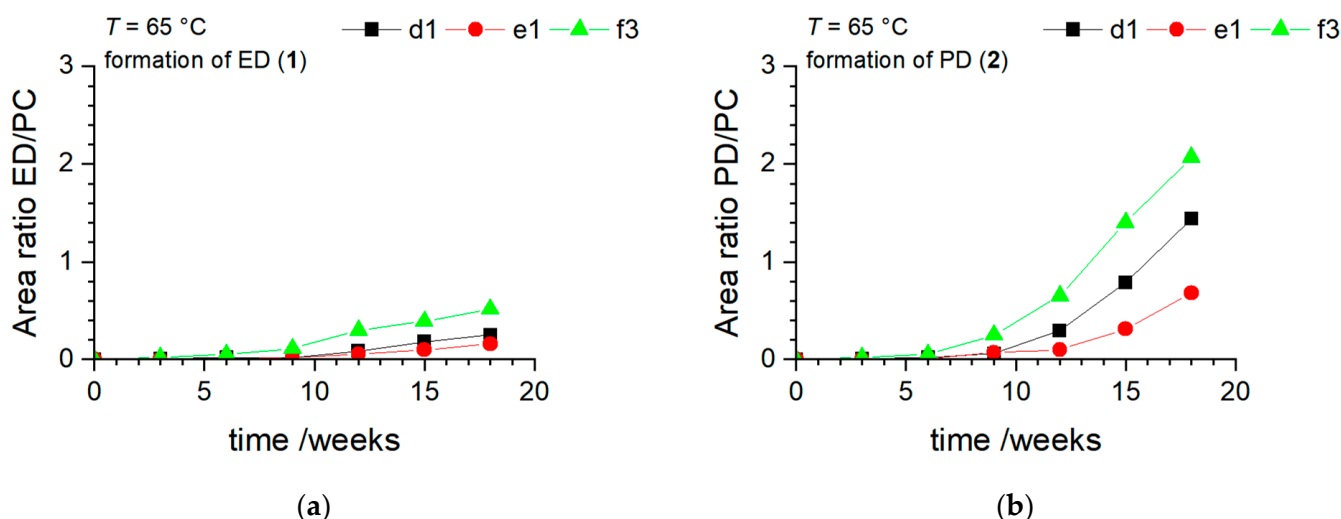 T = 65 °C
d1 e1 f3
formation of ED (1)
3
2
1
0
Area ratio ED/PC
0 5 10 15 20
time /weeks
(a)
T = 65 °C
d1 e1 f3
formation of PD (2)
3
2
1
0
Area ratio PD/PC
0 5 10 15 20
time /weeks
(b)